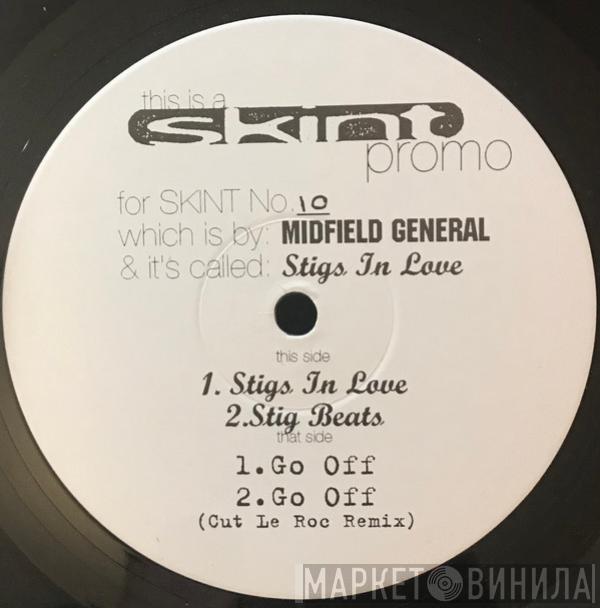 this is a
skint
promo
for SKINT No. 10
which is by: MIDFIELD GENERAL
& it's called: Stigs In Love
this side
1. Stigs In Love
2.Stig Beats
that side
1.Go Off
2.Go Off
(Cut Le Roc Remix)
МАРКЕТ ВИНИЛА